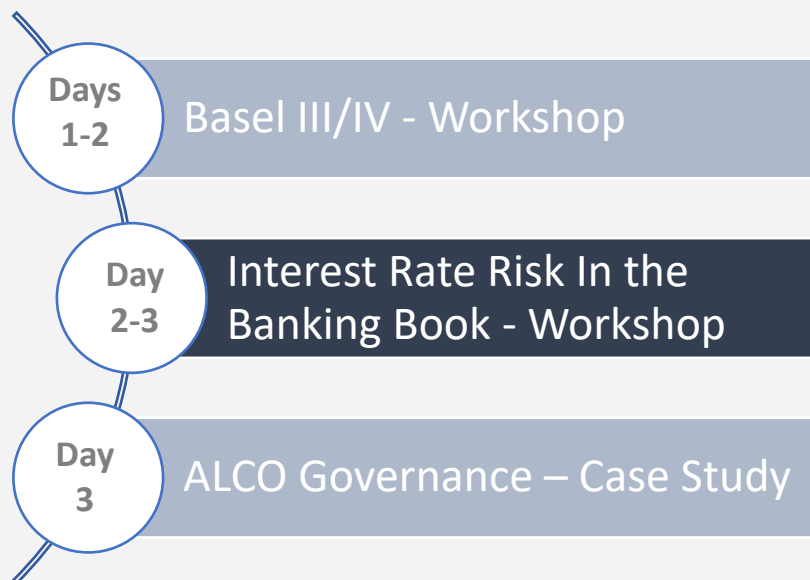 Days
1-2
Basel III/IV - Workshop
Day
2-3
Interest Rate Risk In the
Banking Book - Workshop
Day
3
ALCO Governance – Case Study